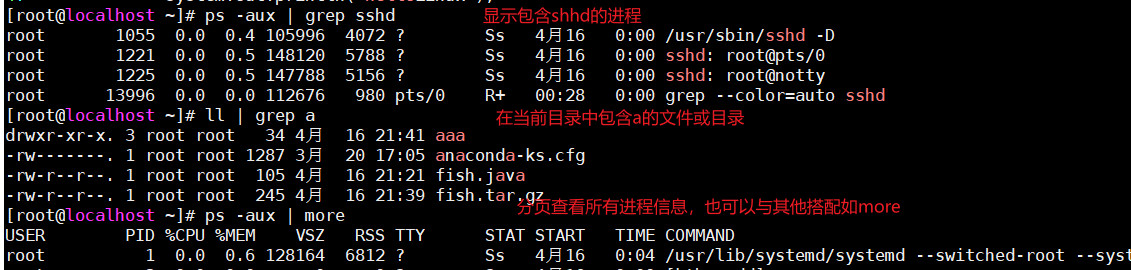 [root@localhost ~]# ps -aux | grep sshd 显示包含shhd的进程
root 1055 0.0 0.4 105996 4072 ? Ss 4月16 0:00 /usr/sbin/sshd -D
root 1221 0.0 0.5 148120 5788 ? Ss 4月16 0:00 sshd: root@pts/0
root 1225 0.0 0.5 147788 5156 ? Ss 4月16 0:00 sshd: root@notty
root 13996 0.0 0.0 112676 980 pts/0 R+ 00:28 0:00 grep --color=auto sshd
[root@localhost ~]# ll | grep a 在当前目录中包含a的文件或目录
drwxr-xr-x. 3 root root 34 4月 16 21:41 aaa
-rw-------. 1 root root 1287 3月 20 17:05 anaconda-ks.cfg
-rw-r--r--. 1 root root 105 4月 16 21:21 fish.java
-rw-r--r--. 1 root root 245 4月 16 21:39 fish.tar.gz
[root@localhost ~]# ps -aux | more 分页查看所有进程信息，也可以与其他搭配如more
USER PID %CPU %MEM VSZ RSS TTY STAT START TIME COMMAND
root 1 0.0 0.6 128164 6812 ? Ss 4月16 0:04 /usr/lib/systemd/systemd --switched-root --syst